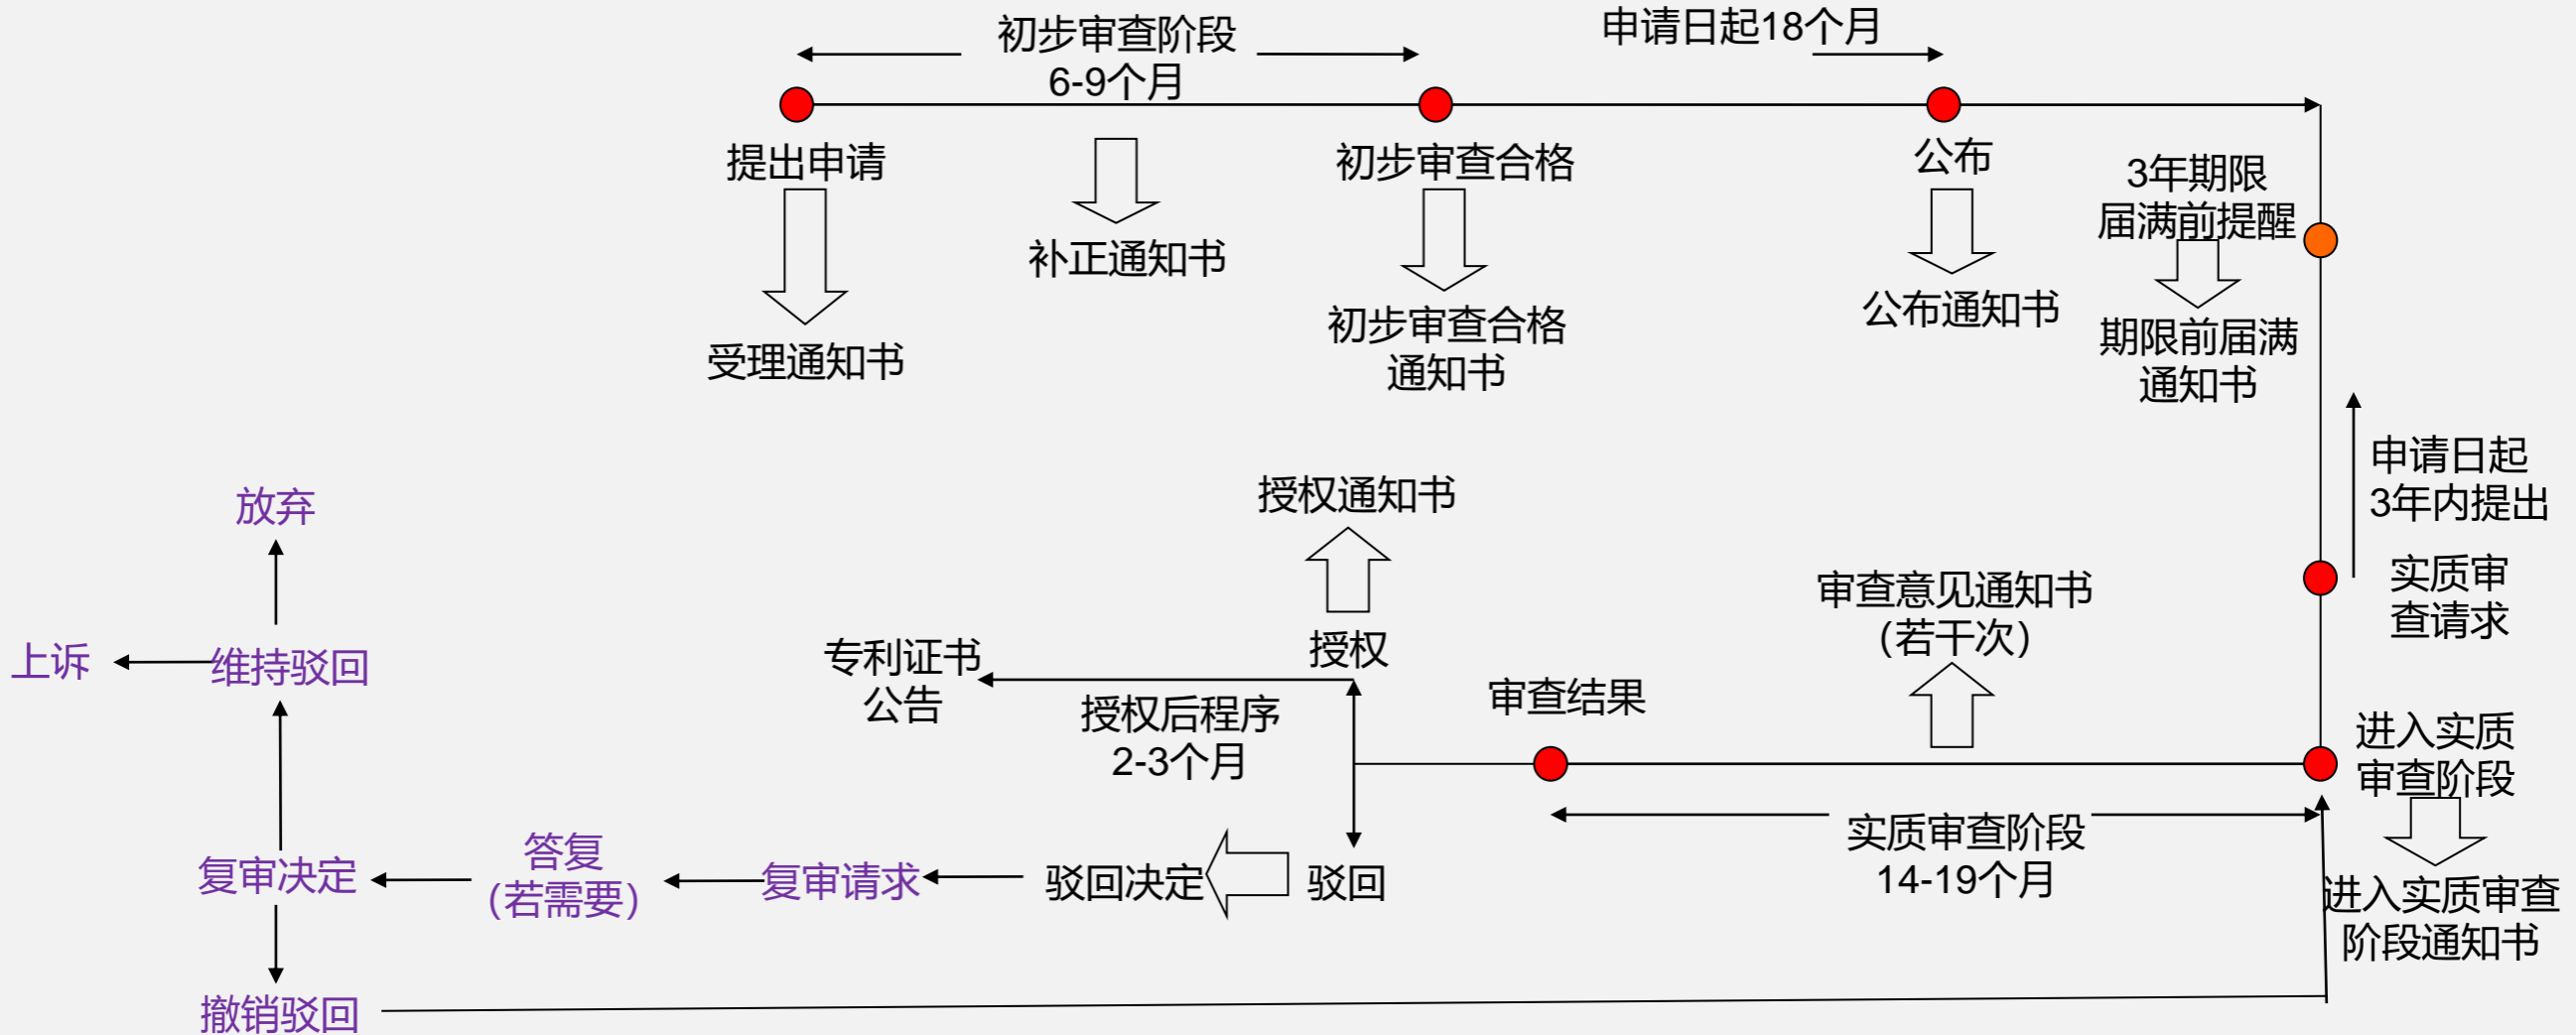 初步审查阶段
6-9个月
申请日起18个月
提出申请
初步审查合格
公布
3年期限
届满前提醒
补正通知书
受理通知书
初步审查合格
通知书
公布通知书
期限前届满
通知书
申请日起
3年内提出
实质审
查请求
授权通知书
审查意见通知书
(若干次)
放弃
上诉
维持驳回
专利证书
公告
授权
授权后程序
2-3个月
审查结果
进入实质
审查阶段
实质审查阶段
14-19个月
进入实质审查
阶段通知书
复审决定
答复
(若需要)
复审请求
驳回决定
驳回
撤销驳回